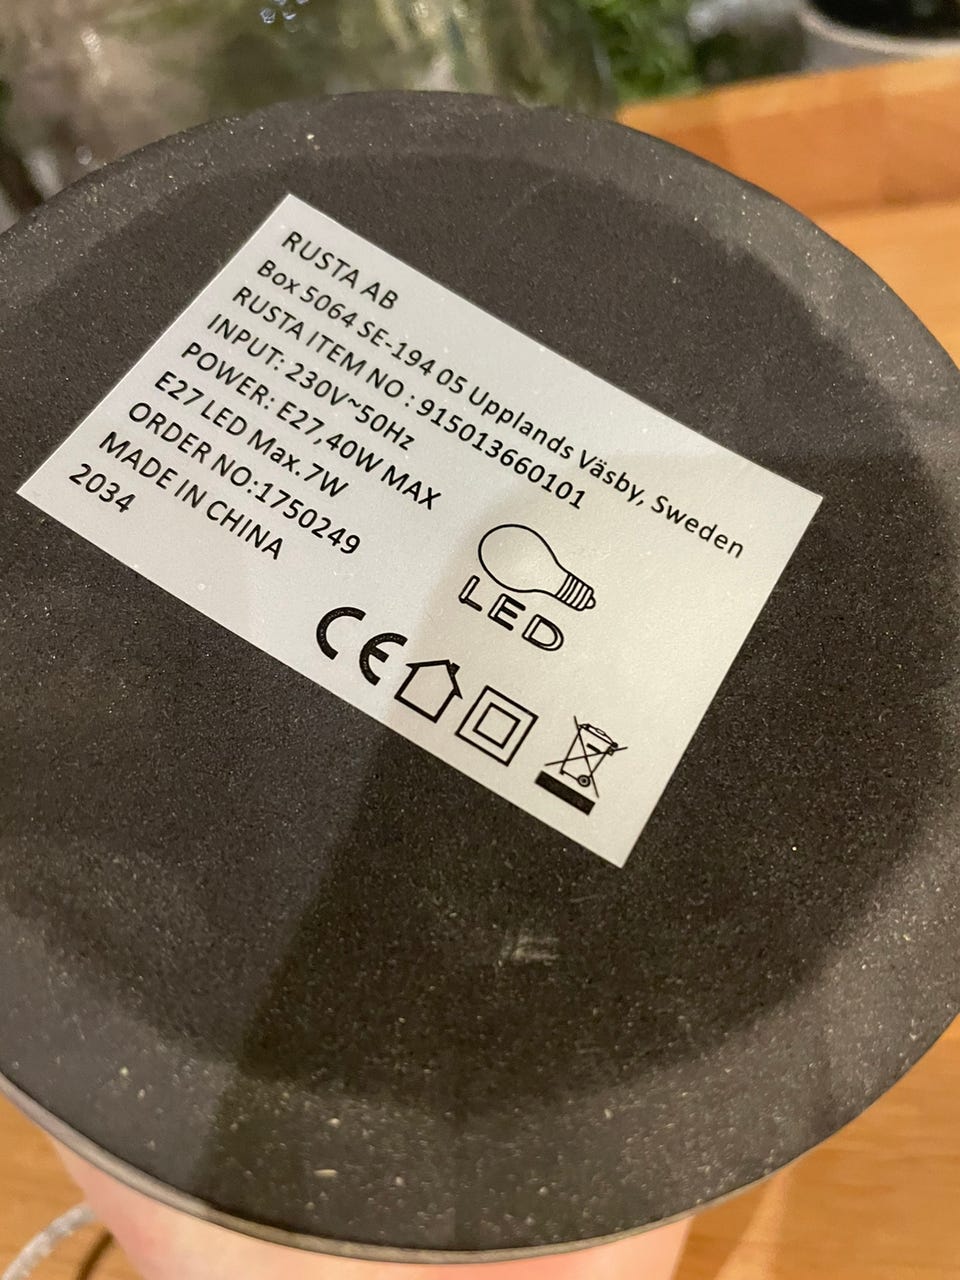 RUSTA AB
Box 5064 SE-194 05 Upplands Väsby, Sweden
RUSTA ITEM NO : 915013660101
INPUT: 230V~50Hz
POWER: E27,40W MAX
E27 LED Max.7W
ORDER NO:1750249
MADE IN CHINA
2034
LED
CE